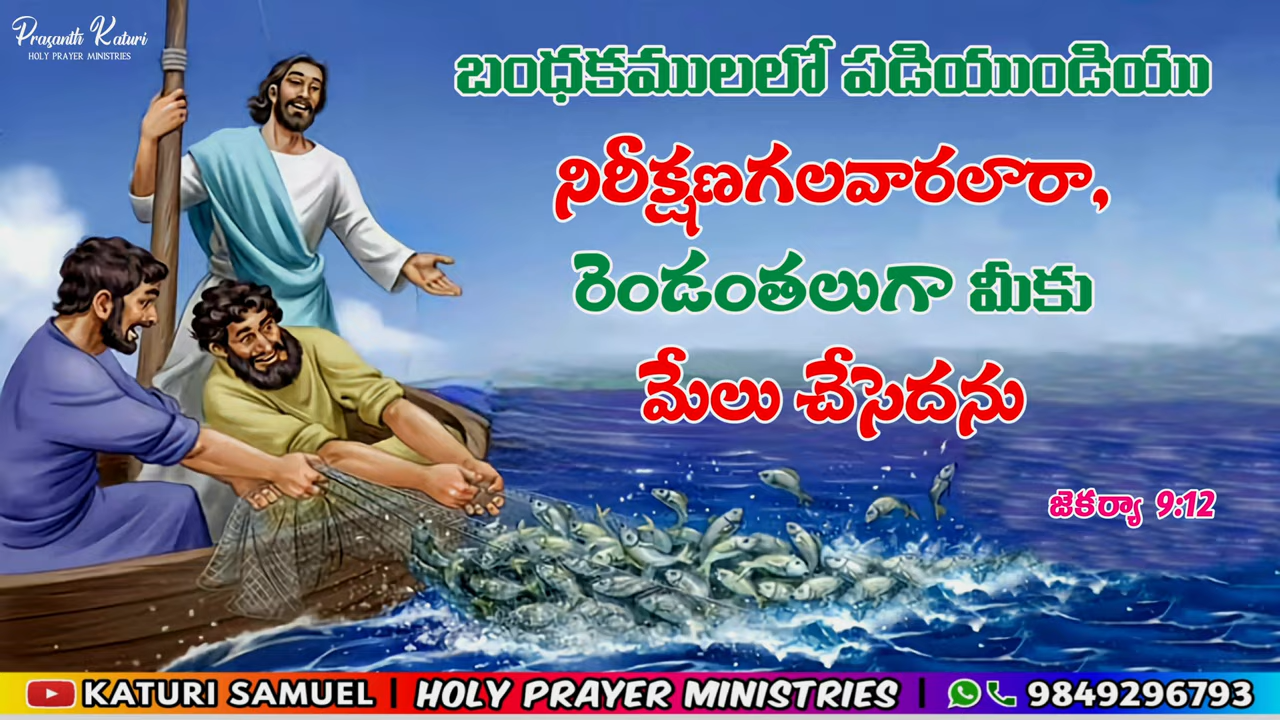 Prasanth Katuri
HOLY PRAYER MINISTRIES
బంధకములలో పడియుండియు
నిరీక్షణగలవారలారా,
రెండంతలుగా మీకు
మేలు చేసెదను
జెకర్యా 9:12
KATURI SAMUEL | HOLY PRAYER MINISTRIES | 9849296793